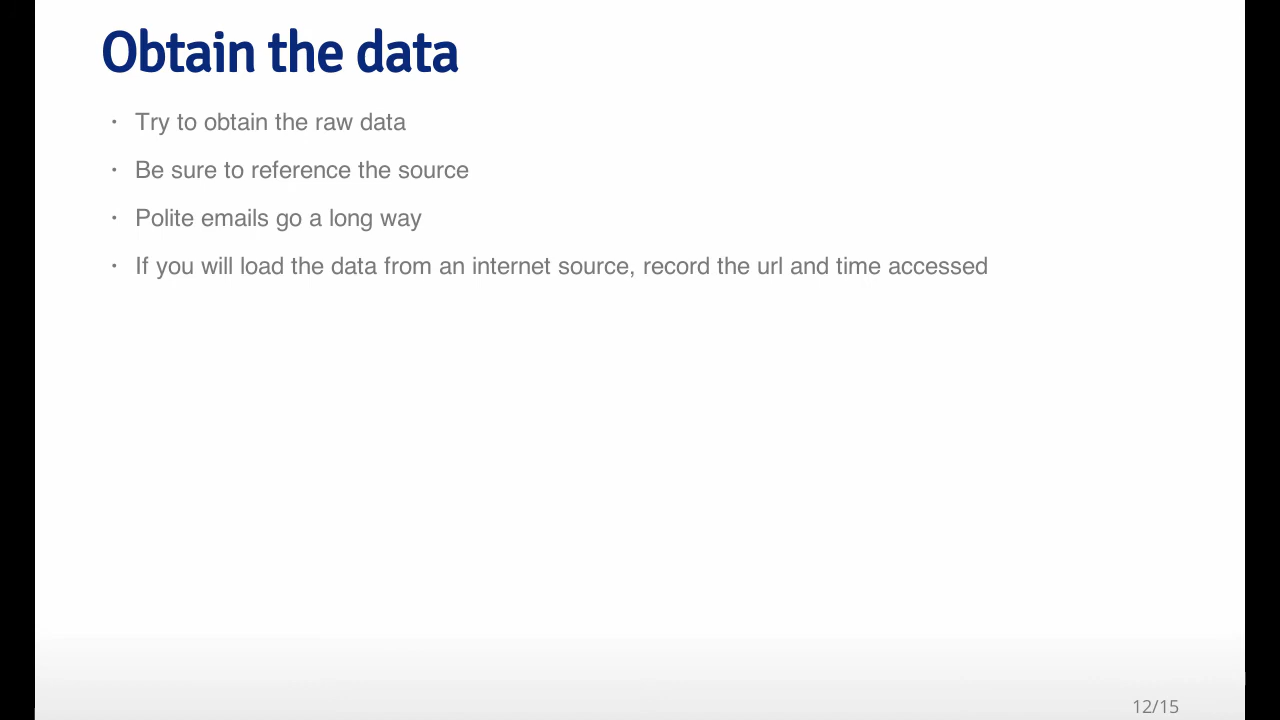 Obtain the data
· Try to obtain the raw data
· Be sure to reference the source
· Polite emails go a long way
· If you will load the data from an internet source, record the url and time accessed
12/15